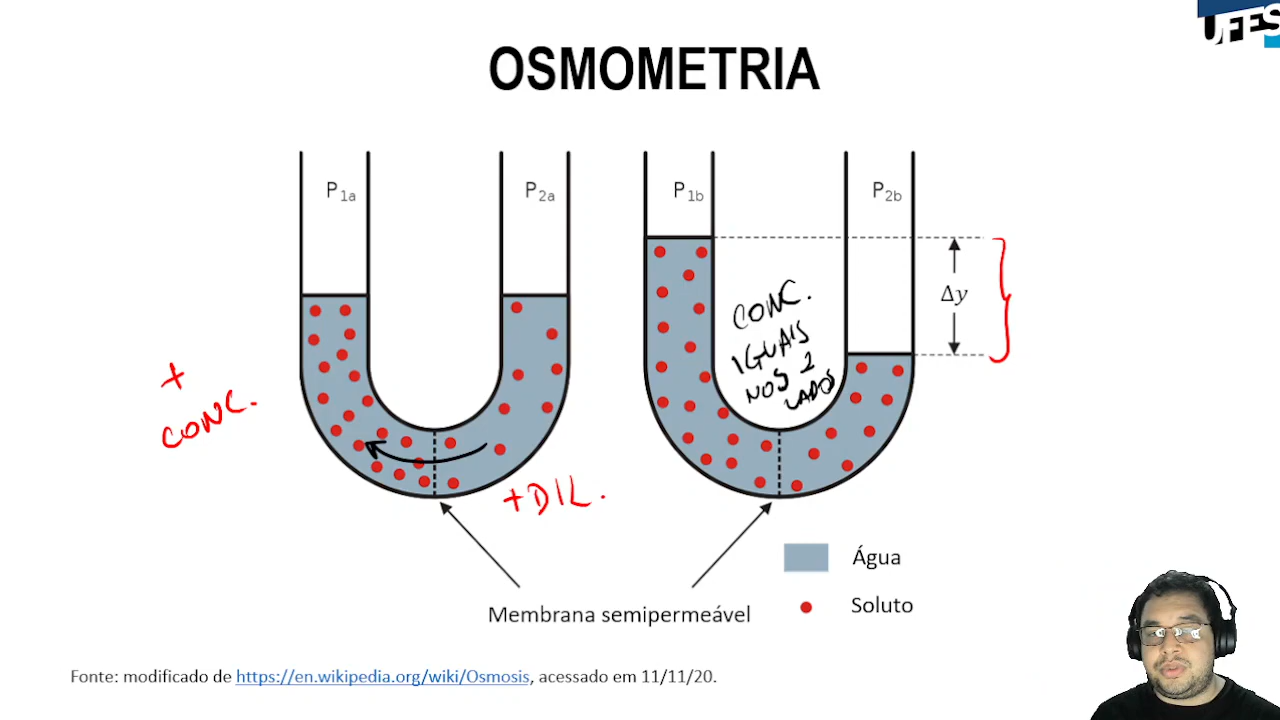 UFES
OSMOMETRIA
P1a
P2a
P1b
P2b
CONC.
IGUAIS
NOS 2
LADOS
Δy
+
CONC.
+ DIL.
Membrana semipermeável
Água
Soluto
Fonte: modificado de https://en.wikipedia.org/wiki/Osmosis, acessado em 11/11/20.